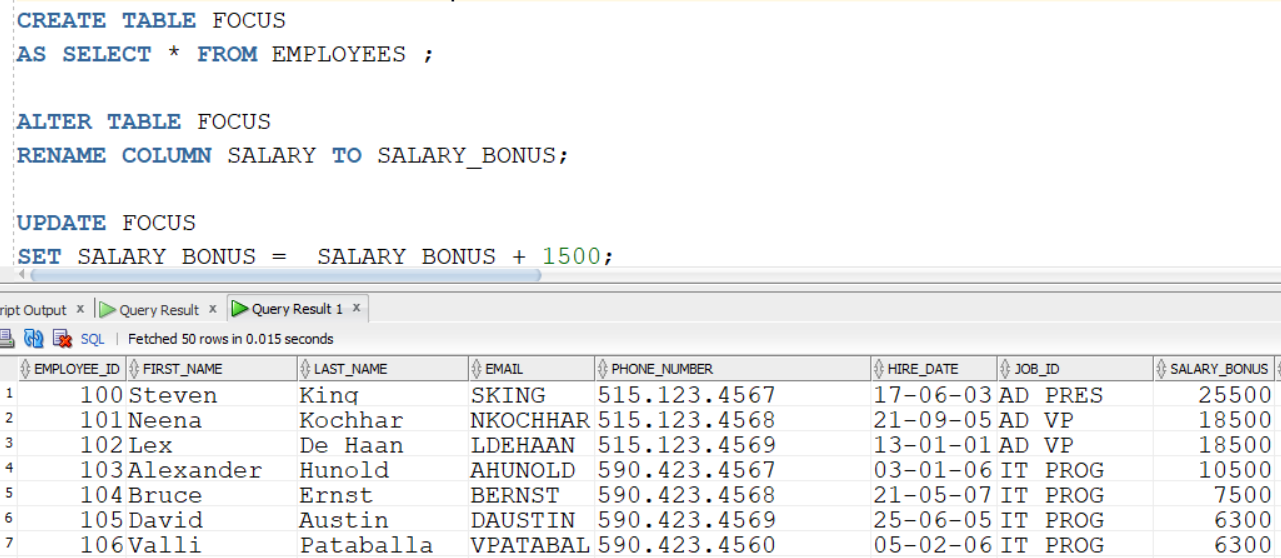 CREATE TABLE FOCUS
AS SELECT * FROM EMPLOYEES ;
ALTER TABLE FOCUS
RENAME COLUMN SALARY TO SALARY_BONUS;
UPDATE FOCUS
SET SALARY_BONUS = SALARY_BONUS + 1500;
ript Output x Query Result x Query Result 1 x
SQL | Fetched 50 rows in 0.015 seconds
EMPLOYEE_ID FIRST_NAME LAST_NAME EMAIL PHONE_NUMBER HIRE_DATE JOB_ID SALARY_BONUS
1 100 Steven King SKING 515.123.4567 17-06-03 AD_PRES 25500
2 101 Neena Kochhar NKOCHHAR 515.123.4568 21-09-05 AD_VP 18500
3 102 Lex De Haan LDEHAAN 515.123.4569 13-01-01 AD_VP 18500
4 103 Alexander Hunold AHUNOLD 590.423.4567 03-01-06 IT_PROG 10500
5 104 Bruce Ernst BERNST 590.423.4568 21-05-07 IT_PROG 7500
6 105 David Austin DAUSTIN 590.423.4569 25-06-05 IT_PROG 6300
7 106 Valli Pataballa VPATABAL 590.423.4560 05-02-06 IT_PROG 6300